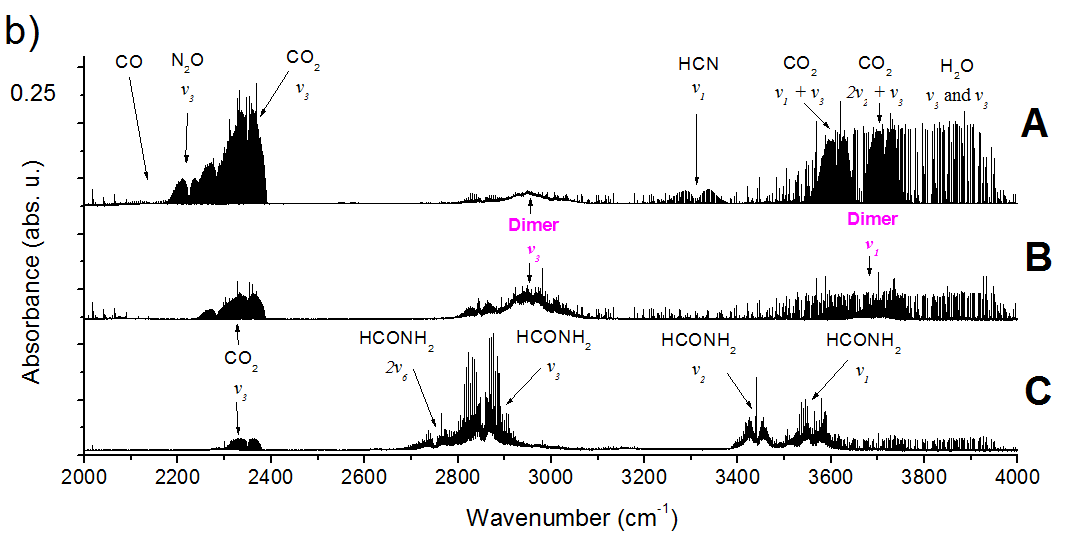 b)
CO
N₂O
v₃
CO₂
v₃
HCN
v₁
CO₂
v₁ + v₃
CO₂
2v₂ + v₃
H₂O
v₃ and v₃
0.25
A
Dimer
v₃
Dimer
v₁
B
CO₂
v₃
HCONH₂
2v₆
HCONH₂
v₃
HCONH₂
v₂
HCONH₂
v₁
C
Absorbance (abs. u.)
2000 2200 2400 2600 2800 3000 3200 3400 3600 3800 4000
Wavenumber (cm⁻¹)